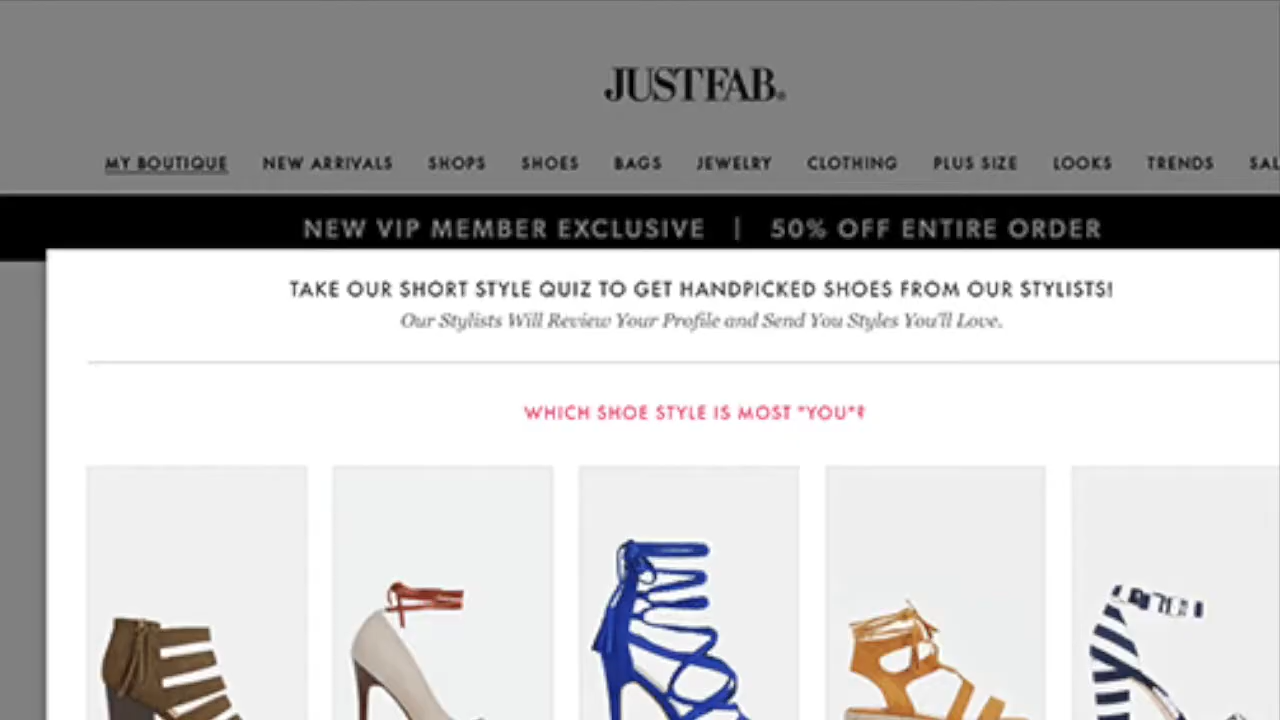 JUSTFAB®
MY BOUTIQUE NEW ARRIVALS SHOPS SHOES BAGS JEWELRY CLOTHING PLUS SIZE LOOKS TRENDS SAL
NEW VIP MEMBER EXCLUSIVE | 50% OFF ENTIRE ORDER
TAKE OUR SHORT STYLE QUIZ TO GET HANDPICKED SHOES FROM OUR STYLISTS!
Our Stylists Will Review Your Profile and Send You Styles You'll Love.
WHICH SHOE STYLE IS MOST "YOU"?